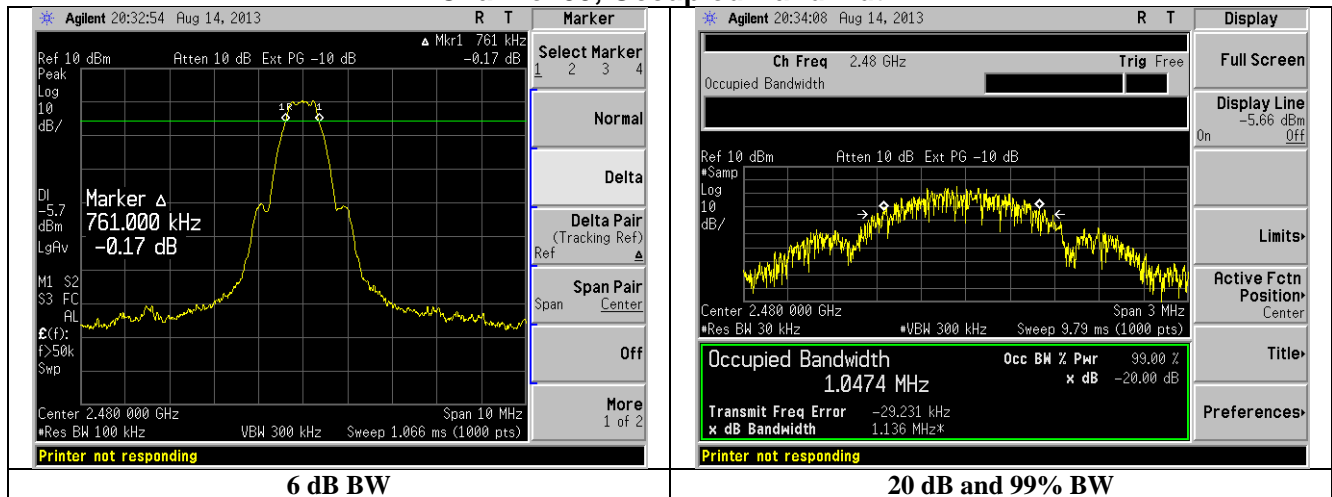 Agilent 20:32:54 Aug 14, 2013 R T Marker
▵ Mkr1 761 kHz
Ref 10 dBm Atten 10 dB Ext PG -10 dB -0.17 dB
Peak
Log
10
dB/
1R 1
Marker ▵
761.000 kHz
-0.17 dB
DI
-5.7
dBm
LgAv
M1 S2
S3 FC
AL
£(f):
f>50k
Swp
Center 2.480 000 GHz Span 10 MHz
#Res BW 100 kHz VBW 300 kHz Sweep 1.066 ms (1000 pts)
Printer not responding
Select Marker
1 2 3 4
Normal
Delta
Delta Pair
(Tracking Ref)
Ref ▵
Span Pair
Span Center
Off
More
1 of 2
6 dB BW
Agilent 20:34:08 Aug 14, 2013 R T Display
Ch Freq 2.48 GHz Trig Free
Occupied Bandwidth
Ref 10 dBm Atten 10 dB Ext PG -10 dB
#Samp
Log
10
dB/
Center 2.480 000 GHz Span 3 MHz
#Res BW 30 kHz #VBW 300 kHz Sweep 9.79 ms (1000 pts)
Occupied Bandwidth Occ BW % Pwr 99.00 %
1.0474 MHz x dB -20.00 dB
Transmit Freq Error -29.231 kHz
x dB Bandwidth 1.136 MHz*
Printer not responding
Full Screen
Display Line
-5.66 dBm
On Off
Limits
Active Fctn
Position
Center
Title
Preferences
20 dB and 99% BW